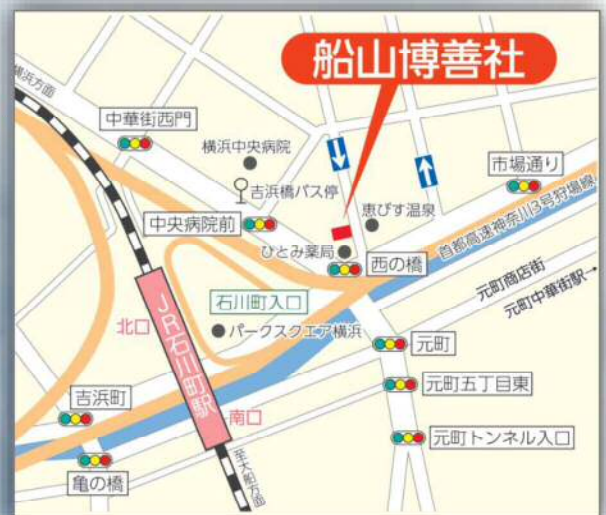 船山博善社
横浜方面
中華街西門
横浜中央病院
吉浜橋バス停
市場通り
中央病院前
恵びす温泉
首都高速神奈川3号狩場線
ひとみ薬局
西の橋
石川町入口
元町商店街
元町中華街駅
北口
JR石川町駅
パークスクエア横浜
元町
吉浜町
南口
元町五丁目東
亀の橋
至大船方面
元町トンネル入口